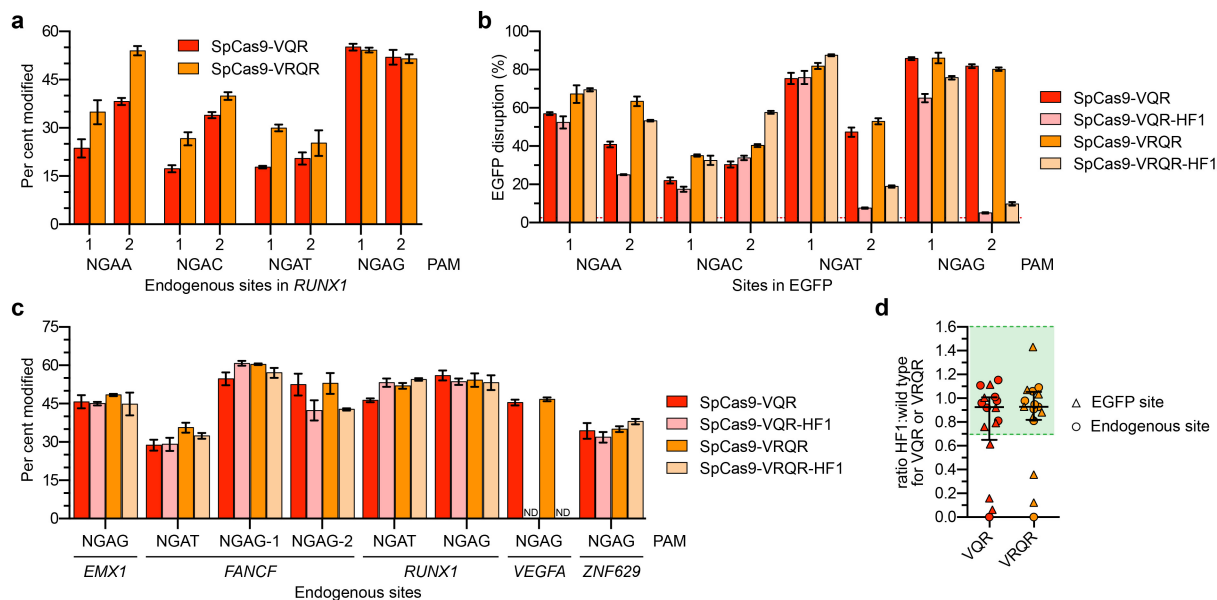 a
60
45
30
15
0
Per cent modified
SpCas9-VQR
SpCas9-VRQR
1 2 1 2 1 2 1 2
NGAA NGAC NGAT NGAG PAM
Endogenous sites in RUNX1
b
100
80
60
40
20
0
EGFP disruption (%)
SpCas9-VQR
SpCas9-VQR-HF1
SpCas9-VRQR
SpCas9-VRQR-HF1
1 2 1 2 1 2 1 2
NGAA NGAC NGAT NGAG PAM
Sites in EGFP
c
75
60
45
30
15
0
Per cent modified
SpCas9-VQR
SpCas9-VQR-HF1
SpCas9-VRQR
SpCas9-VRQR-HF1
ND ND
NGAG NGAT NGAG-1 NGAG-2 NGAT NGAG NGAG NGAG PAM
EMX1 FANCF RUNX1 VEGFA ZNF629
Endogenous sites
d
1.6
1.4
1.2
1.0
0.8
0.6
0.4
0.2
0.0
ratio HF1:wild type
for VQR or VRQR
EGFP site
Endogenous site
VQR VRQR